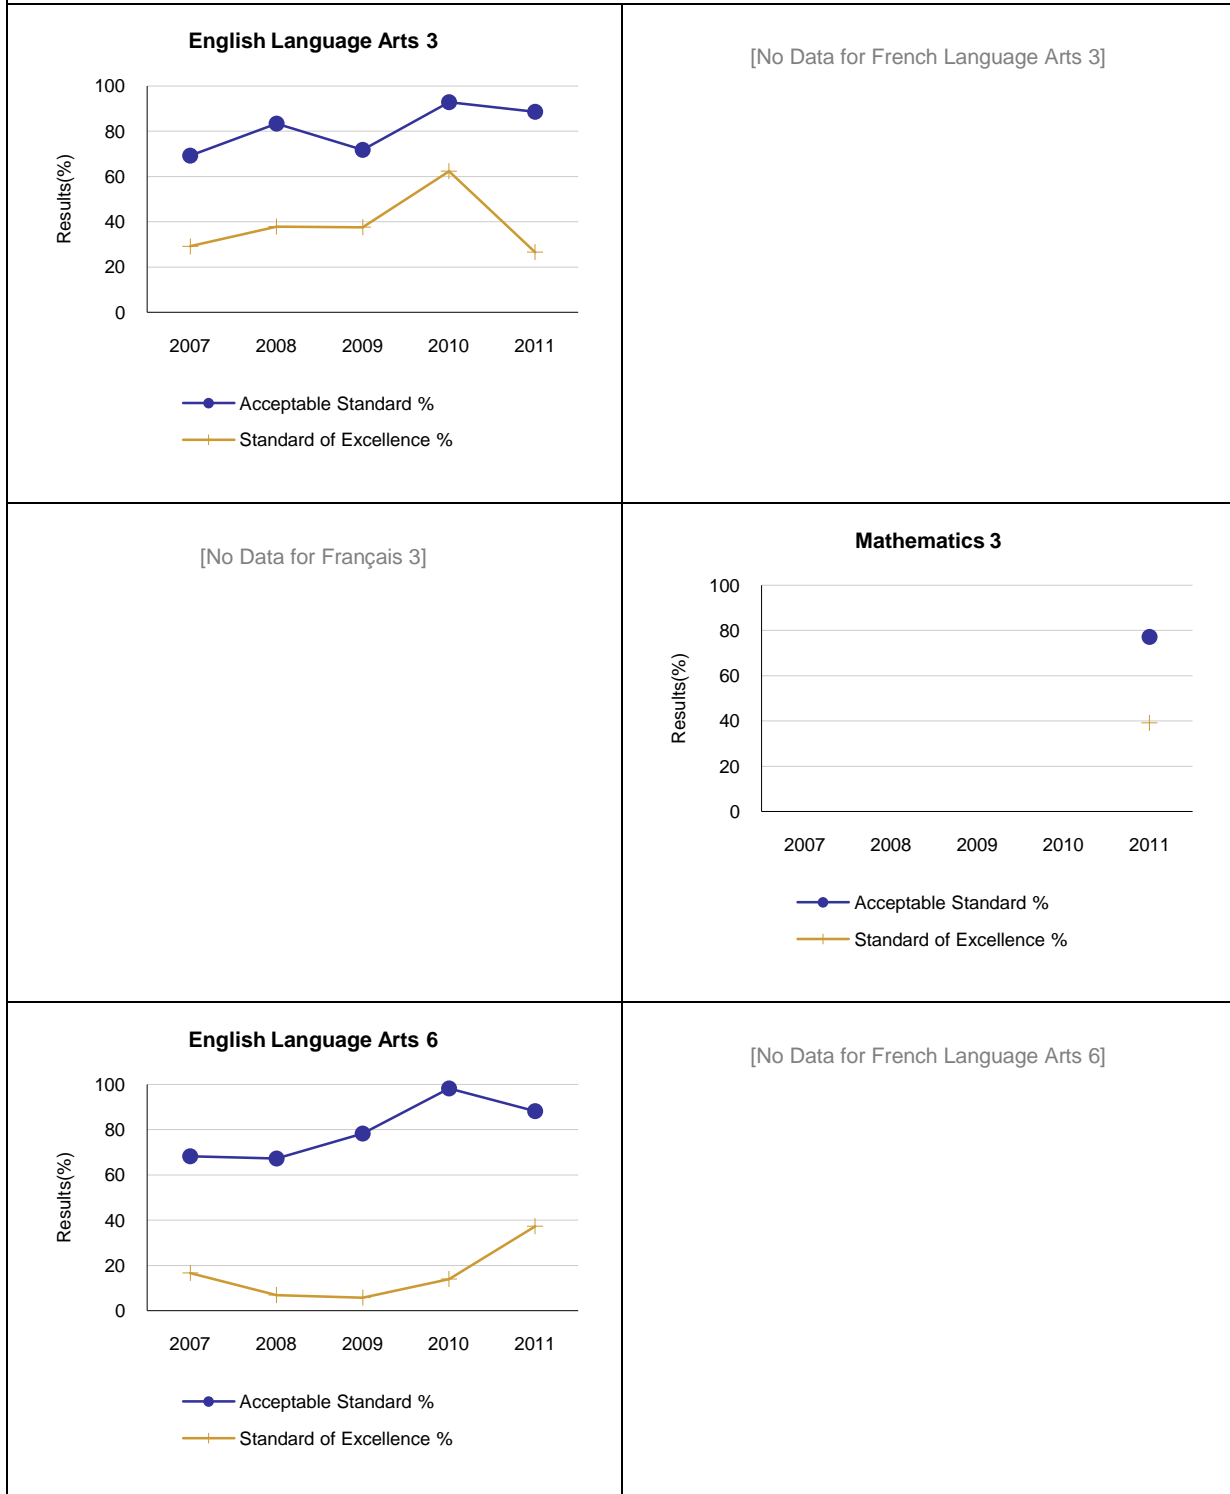 English Language Arts 3
100
80
60
40
20
0
Results(%)
2007 2008 2009 2010 2011
Acceptable Standard %
Standard of Excellence %
[No Data for French Language Arts 3]
[No Data for Français 3]
Mathematics 3
100
80
60
40
20
0
Results(%)
2007 2008 2009 2010 2011
Acceptable Standard %
Standard of Excellence %
English Language Arts 6
100
80
60
40
20
0
Results(%)
2007 2008 2009 2010 2011
Acceptable Standard %
Standard of Excellence %
[No Data for French Language Arts 6]